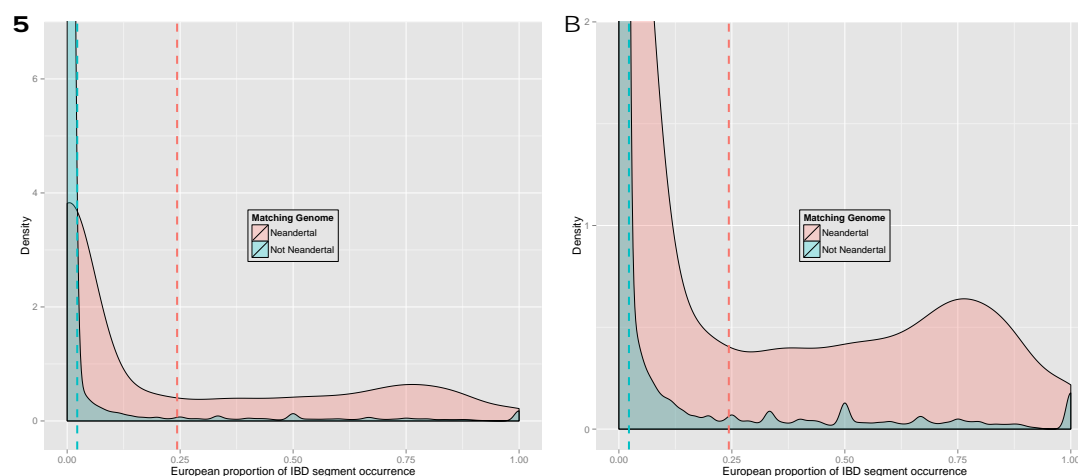 5
6
4
2
0
Density
Matching Genome
Neandertal
Not Neandertal
0.00 0.25 0.50 0.75 1.00
European proportion of IBD segment occurrence
B
2
1
0
Density
Matching Genome
Neandertal
Not Neandertal
0.00 0.25 0.50 0.75 1.00
European proportion of IBD segment occurrence